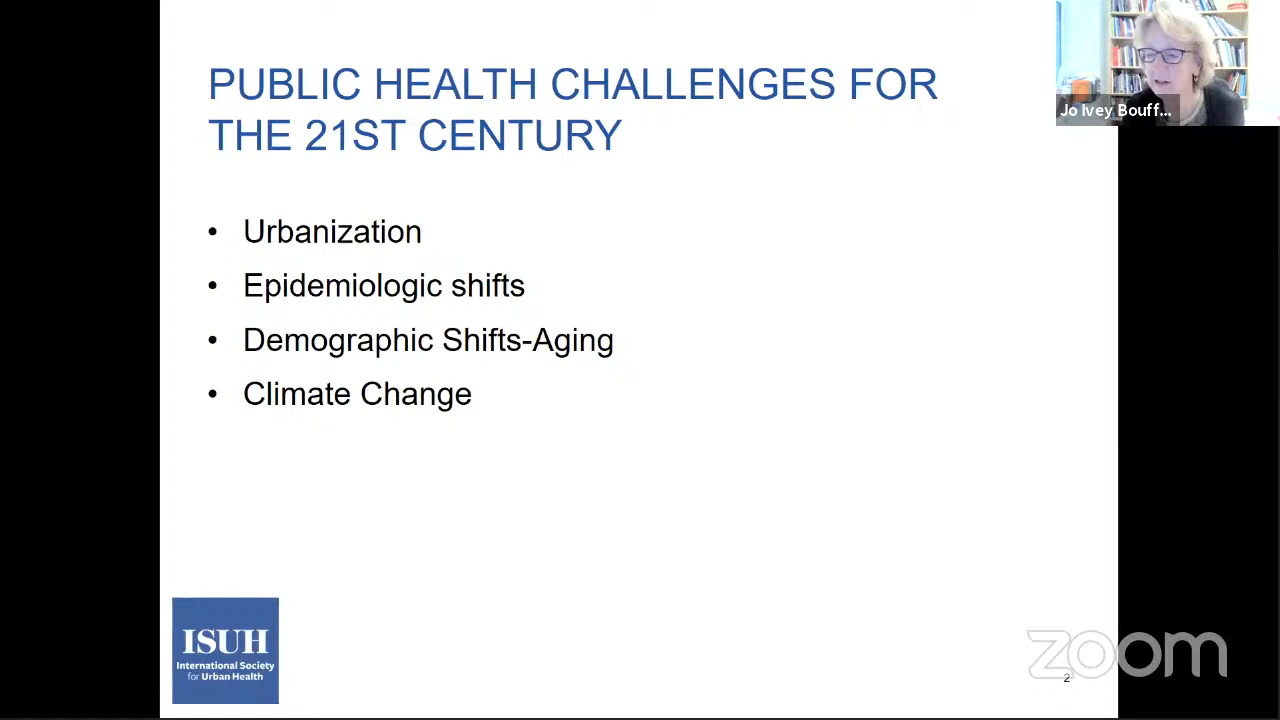 PUBLIC HEALTH CHALLENGES FOR
THE 21ST CENTURY
Jo Ivey Bouff...
• Urbanization
• Epidemiologic shifts
• Demographic Shifts-Aging
• Climate Change
ISUH
International Society
for Urban Health
zoom
2